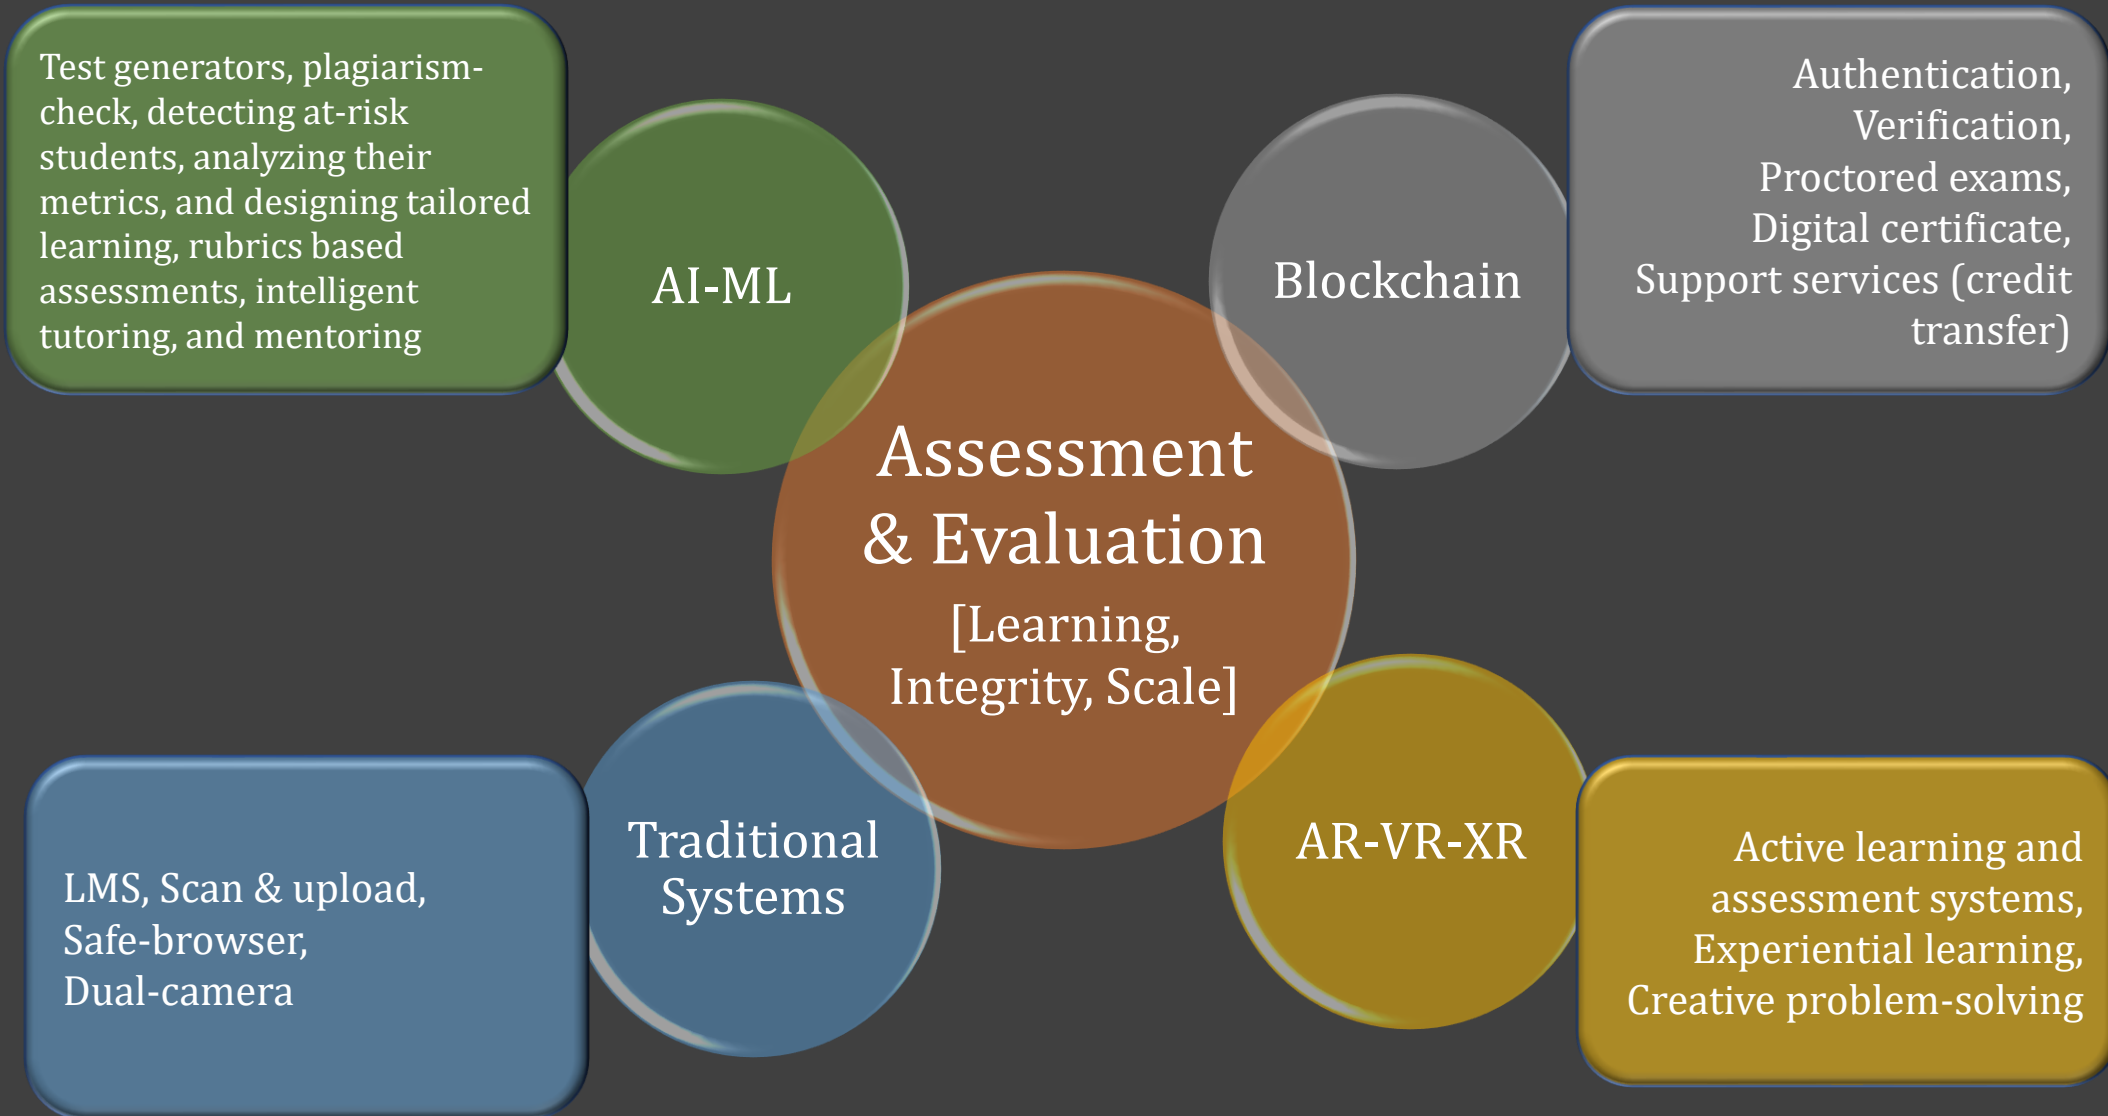 Test generators, plagiarism-
check, detecting at-risk
students, analyzing their
metrics, and designing tailored
learning, rubrics based
assessments, intelligent
tutoring, and mentoring
AI-ML
Blockchain
Authentication,
Verification,
Proctored exams,
Digital certificate,
Support services (credit
transfer)
Assessment
& Evaluation
[Learning,
Integrity, Scale]
LMS, Scan & upload,
Safe-browser,
Dual-camera
Traditional
Systems
AR-VR-XR
Active learning and
assessment systems,
Experiential learning,
Creative problem-solving